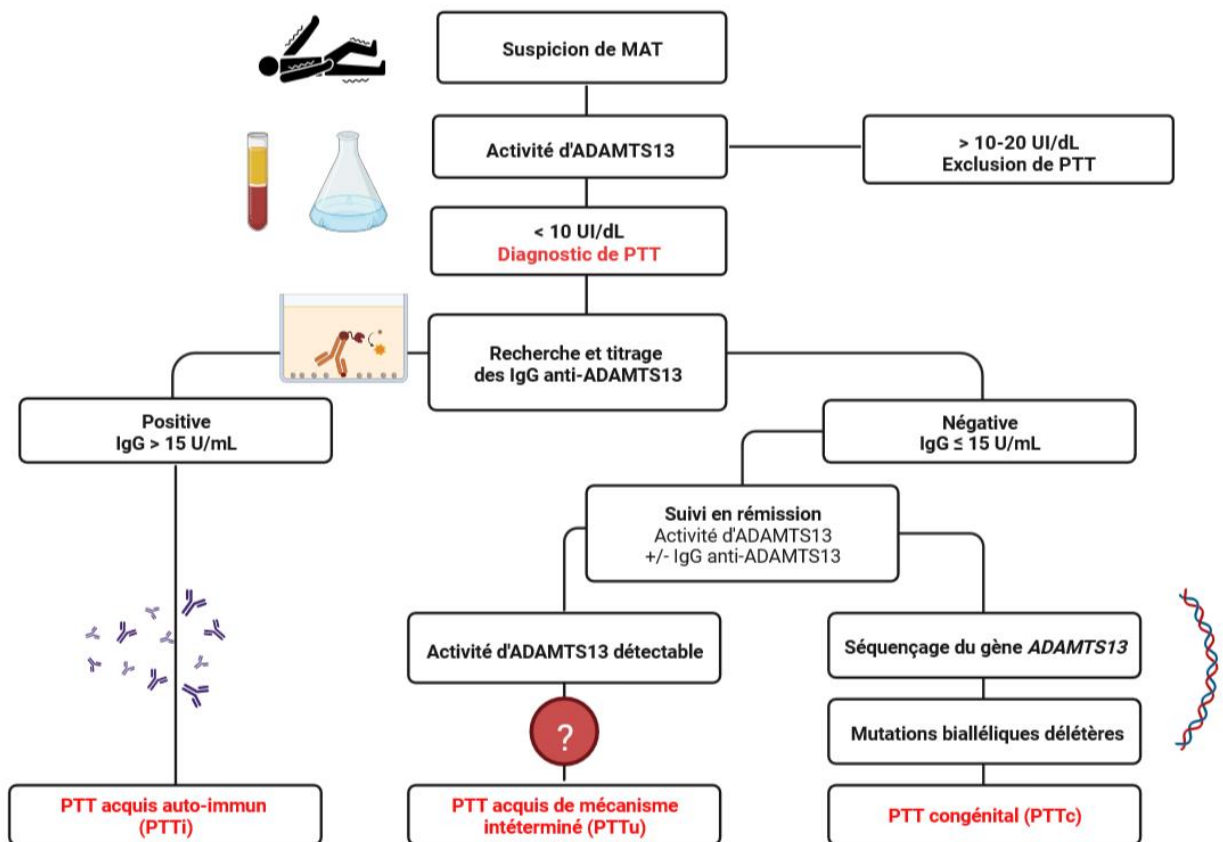 Suspicion de MAT
Activité d'ADAMTS13
> 10-20 UI/dL
Exclusion de PTT
< 10 UI/dL
Diagnostic de PTT
Recherche et titrage
des IgG anti-ADAMTS13
Positive
IgG > 15 U/mL
Négative
IgG ≤ 15 U/mL
Suivi en rémission
Activité d'ADAMTS13
+/- IgG anti-ADAMTS13
Activité d'ADAMTS13 détectable
Séquençage du gène ADAMTS13
?
Mutations bialléliques délétères
PTT acquis auto-immun
(PTTi)
PTT acquis de mécanisme
intéterminé (PTTu)
PTT congénital (PTTc)